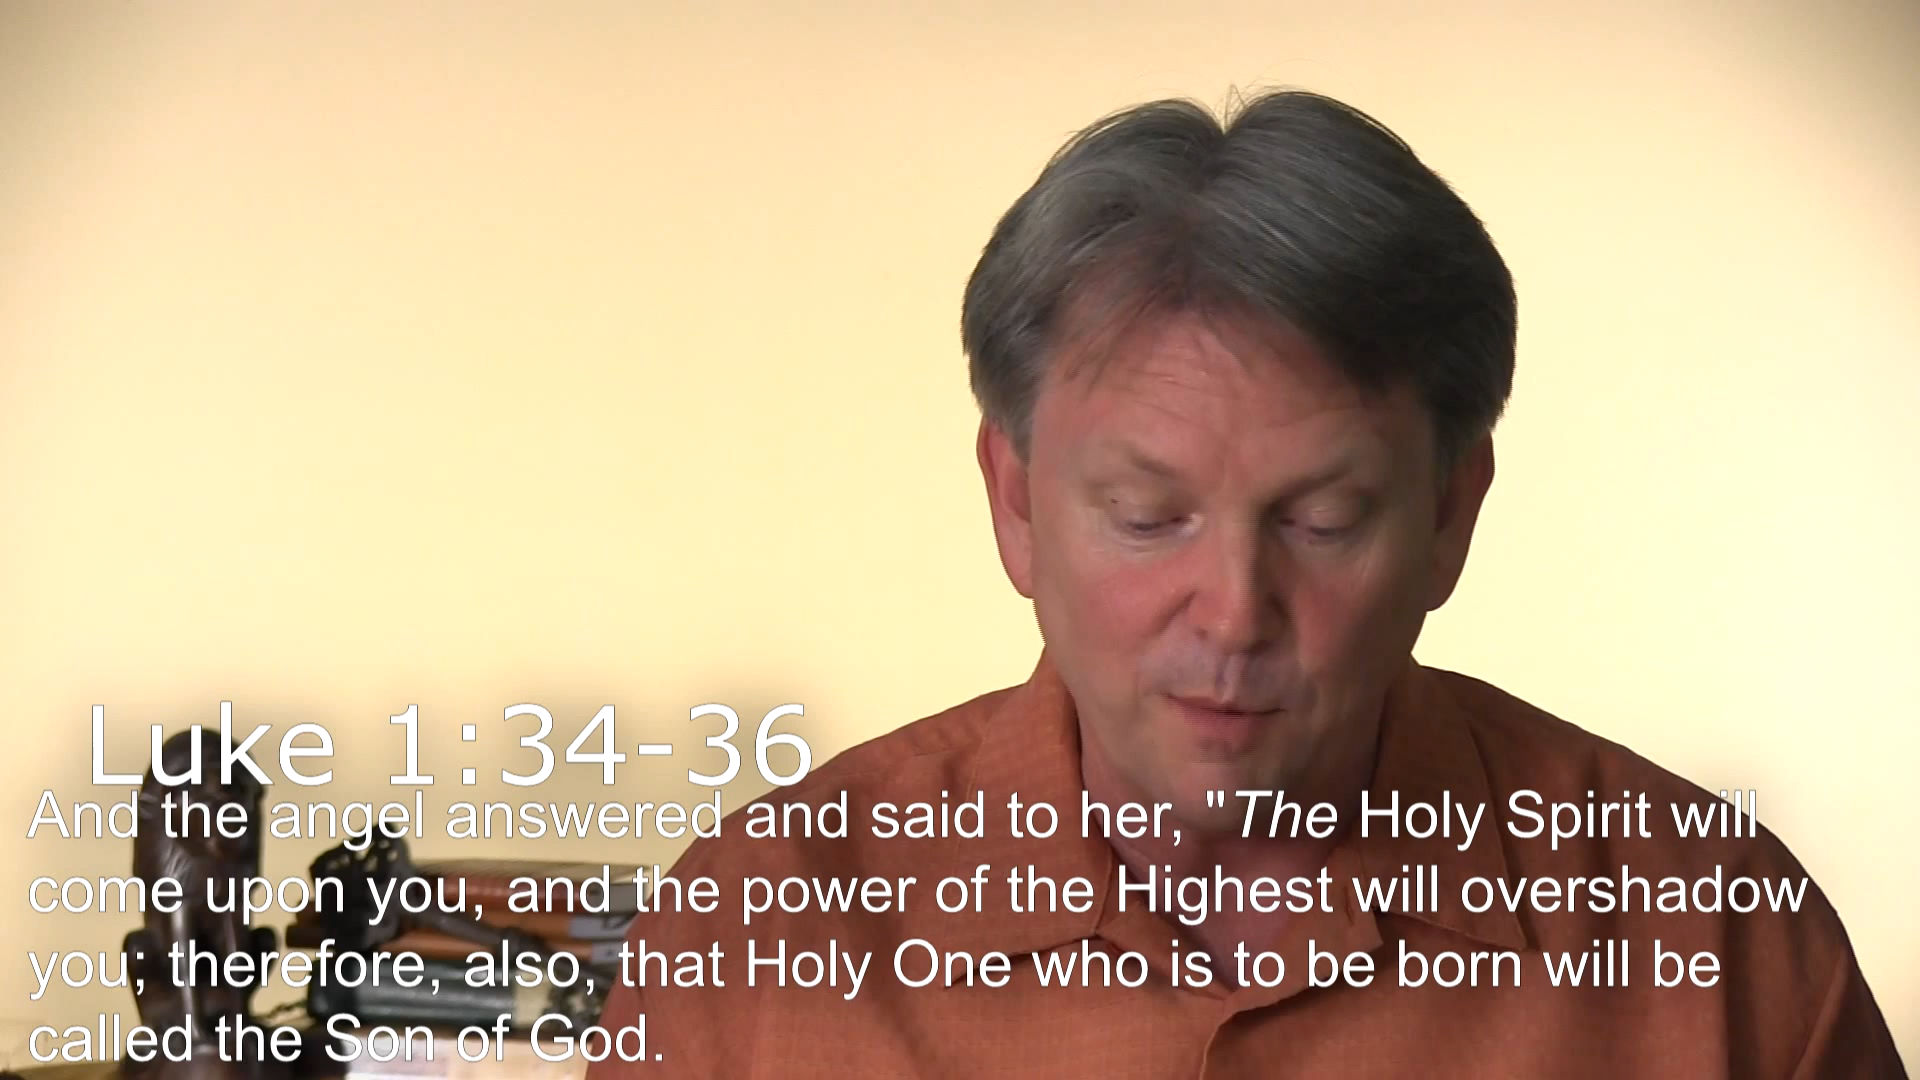 Luke 1:34-36
And the angel answered and said to her, "The Holy Spirit will
come upon you, and the power of the Highest will overshadow
you; therefore, also, that Holy One who is to be born will be
called the Son of God.